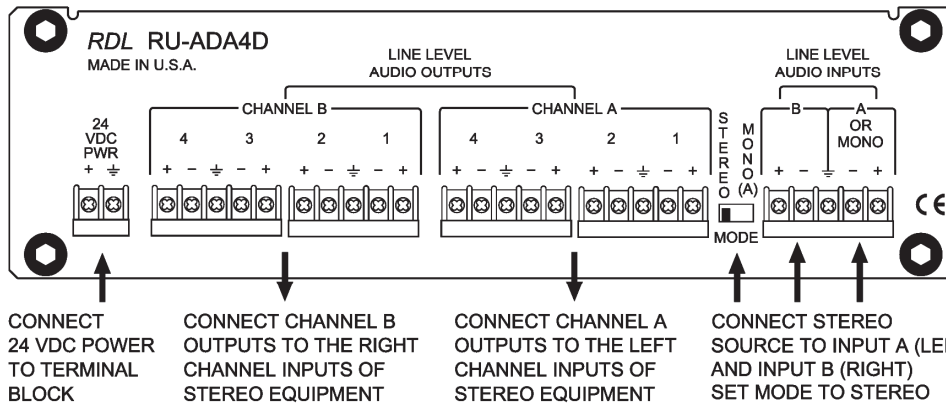 RDL RU-ADA4D
MADE IN U.S.A.
LINE LEVEL
AUDIO OUTPUTS
LINE LEVEL
AUDIO INPUTS
CHANNEL B
CHANNEL A
B
A
OR
MONO
24
VDC
PWR
4 3 2 1
4 3 2 1
STEREO
MONO (A)
+ ⏚
+ − ⏚ − +
+ − ⏚ − +
+ − ⏚ − +
+ − ⏚ − +
+ − ⏚ − +
MODE
CE
CONNECT
24 VDC POWER
TO TERMINAL
BLOCK
CONNECT CHANNEL B
OUTPUTS TO THE RIGHT
CHANNEL INPUTS OF
STEREO EQUIPMENT
CONNECT CHANNEL A
OUTPUTS TO THE LEFT
CHANNEL INPUTS OF
STEREO EQUIPMENT
CONNECT STEREO
SOURCE TO INPUT A
AND INPUT B (RIGHT)
SET MODE TO STEREO